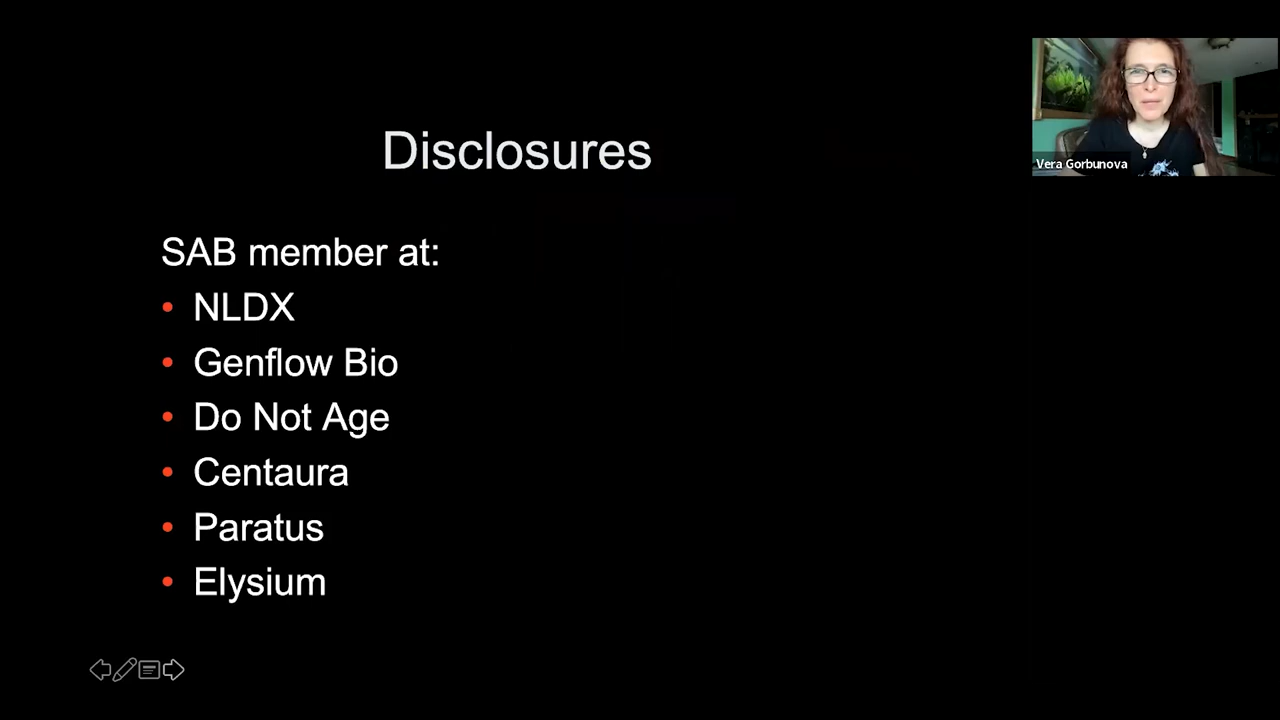 Disclosures
SAB member at:
• NLDX
• Genflow Bio
• Do Not Age
• Centaura
• Paratus
• Elysium
Vera Gorbunova